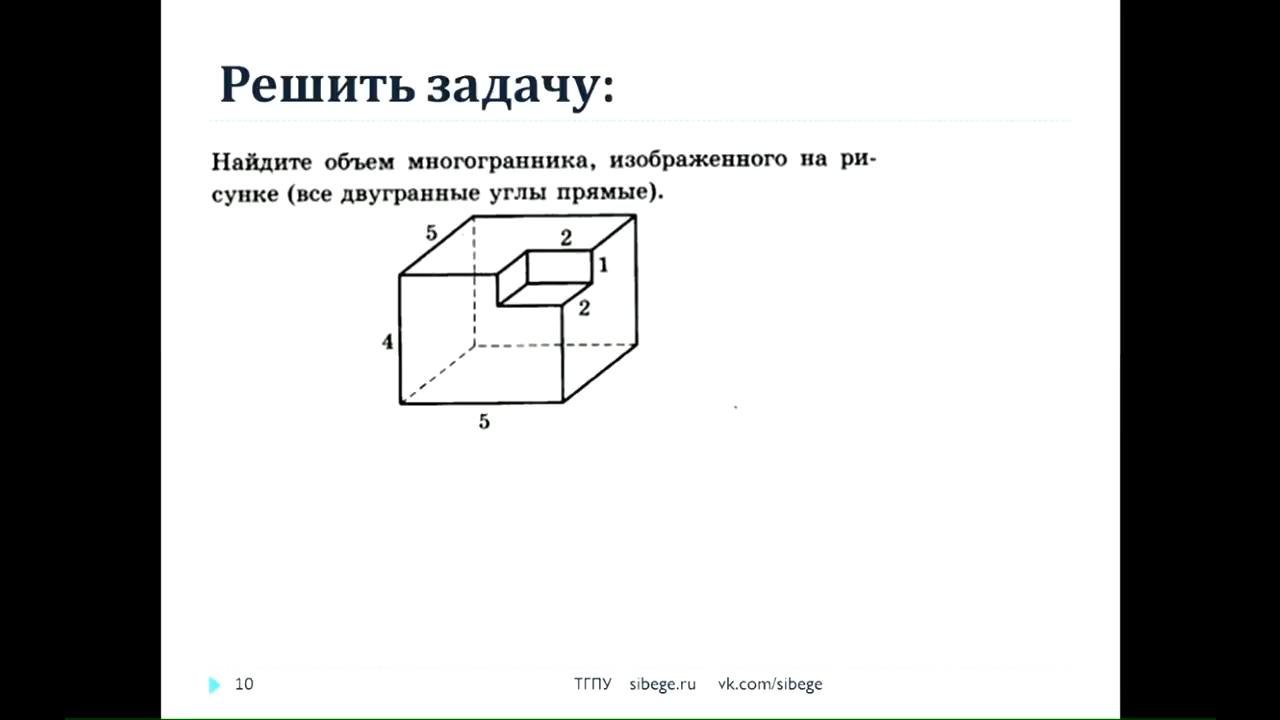 Решить задачу:
Найдите объем многогранника, изображенного на ри-
сунке (все двугранные углы прямые).
5
2
1
2
4
5
10 ТГПУ sibege.ru vk.com/sibege